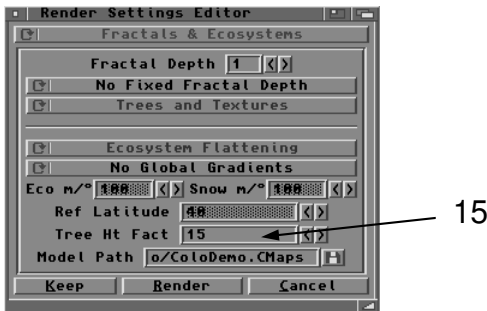 Render Settings Editor
Fractals & Ecosystems
Fractal Depth 1
No Fixed Fractal Depth
Trees and Textures
Ecosystem Flattening
No Global Gradients
Eco m/° 100 Snow m/° 100
Ref Latitude 40
Tree Ht Fact 15 15
Model Path o/ColoDemo.CMaps
Keep Render Cancel